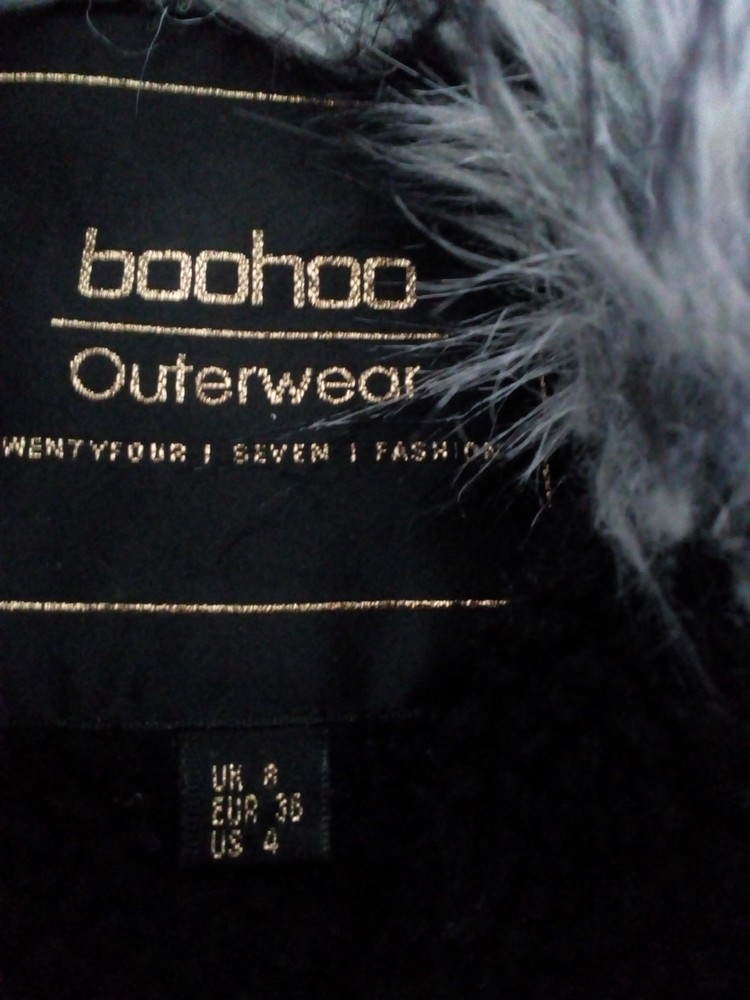 boohoo
Outerwear
WENTYFOUR | SEVEN | FASHION
UK 8
EUR 36
US 4